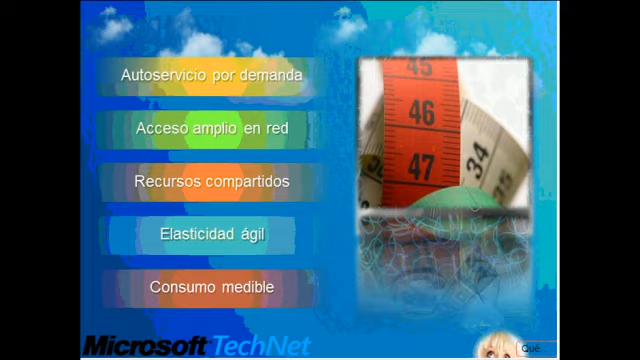 Autoservicio por demanda
Acceso amplio en red
Recursos compartidos
Elasticidad ágil
Consumo medible
45
46
47
34
35
Microsoft TechNet
Qué...